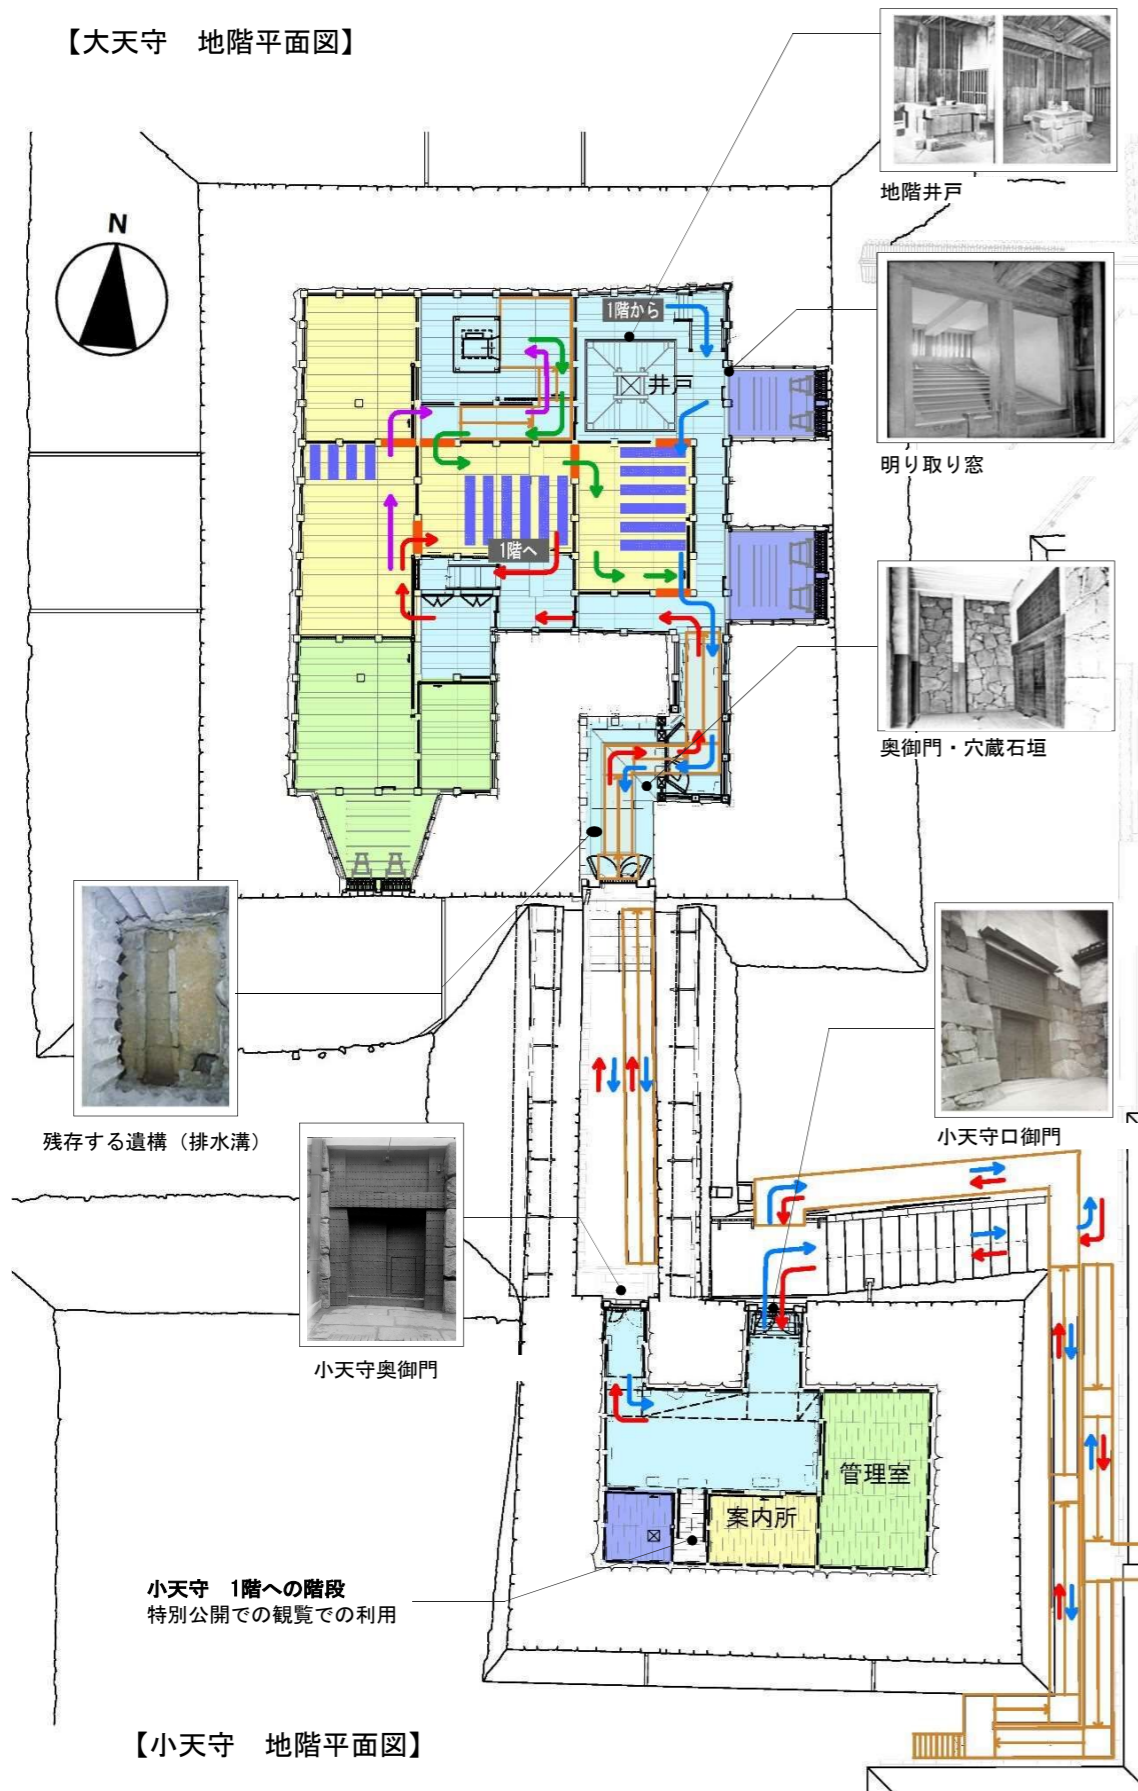 【大天守　地階平面図】
地階井戸
N
1階から
井戸
明り取り窓
1階へ
奥御門・穴蔵石垣
残存する遺構（排水溝）
小天守口御門
小天守奥御門
管理室
案内所
小天守　1階への階段
特別公開での観覧での利用
【小天守　地階平面図】